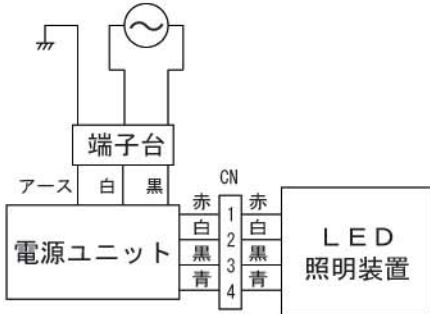 端子台
アース 白 黒
CN
赤 1 赤
白 2 白
黒 3 黒
青 4 青
電源ユニット
LED
照明装置